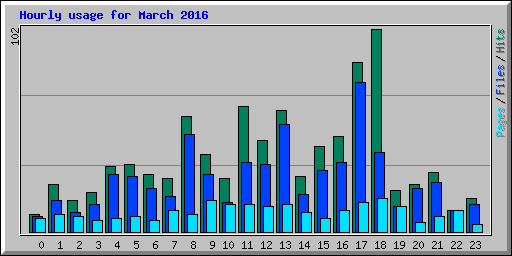 Hourly usage for March 2016
102
Pages/Files/Hits
0 1 2 3 4 5 6 7 8 9 10 11 12 13 14 15 16 17 18 19 20 21 22 23